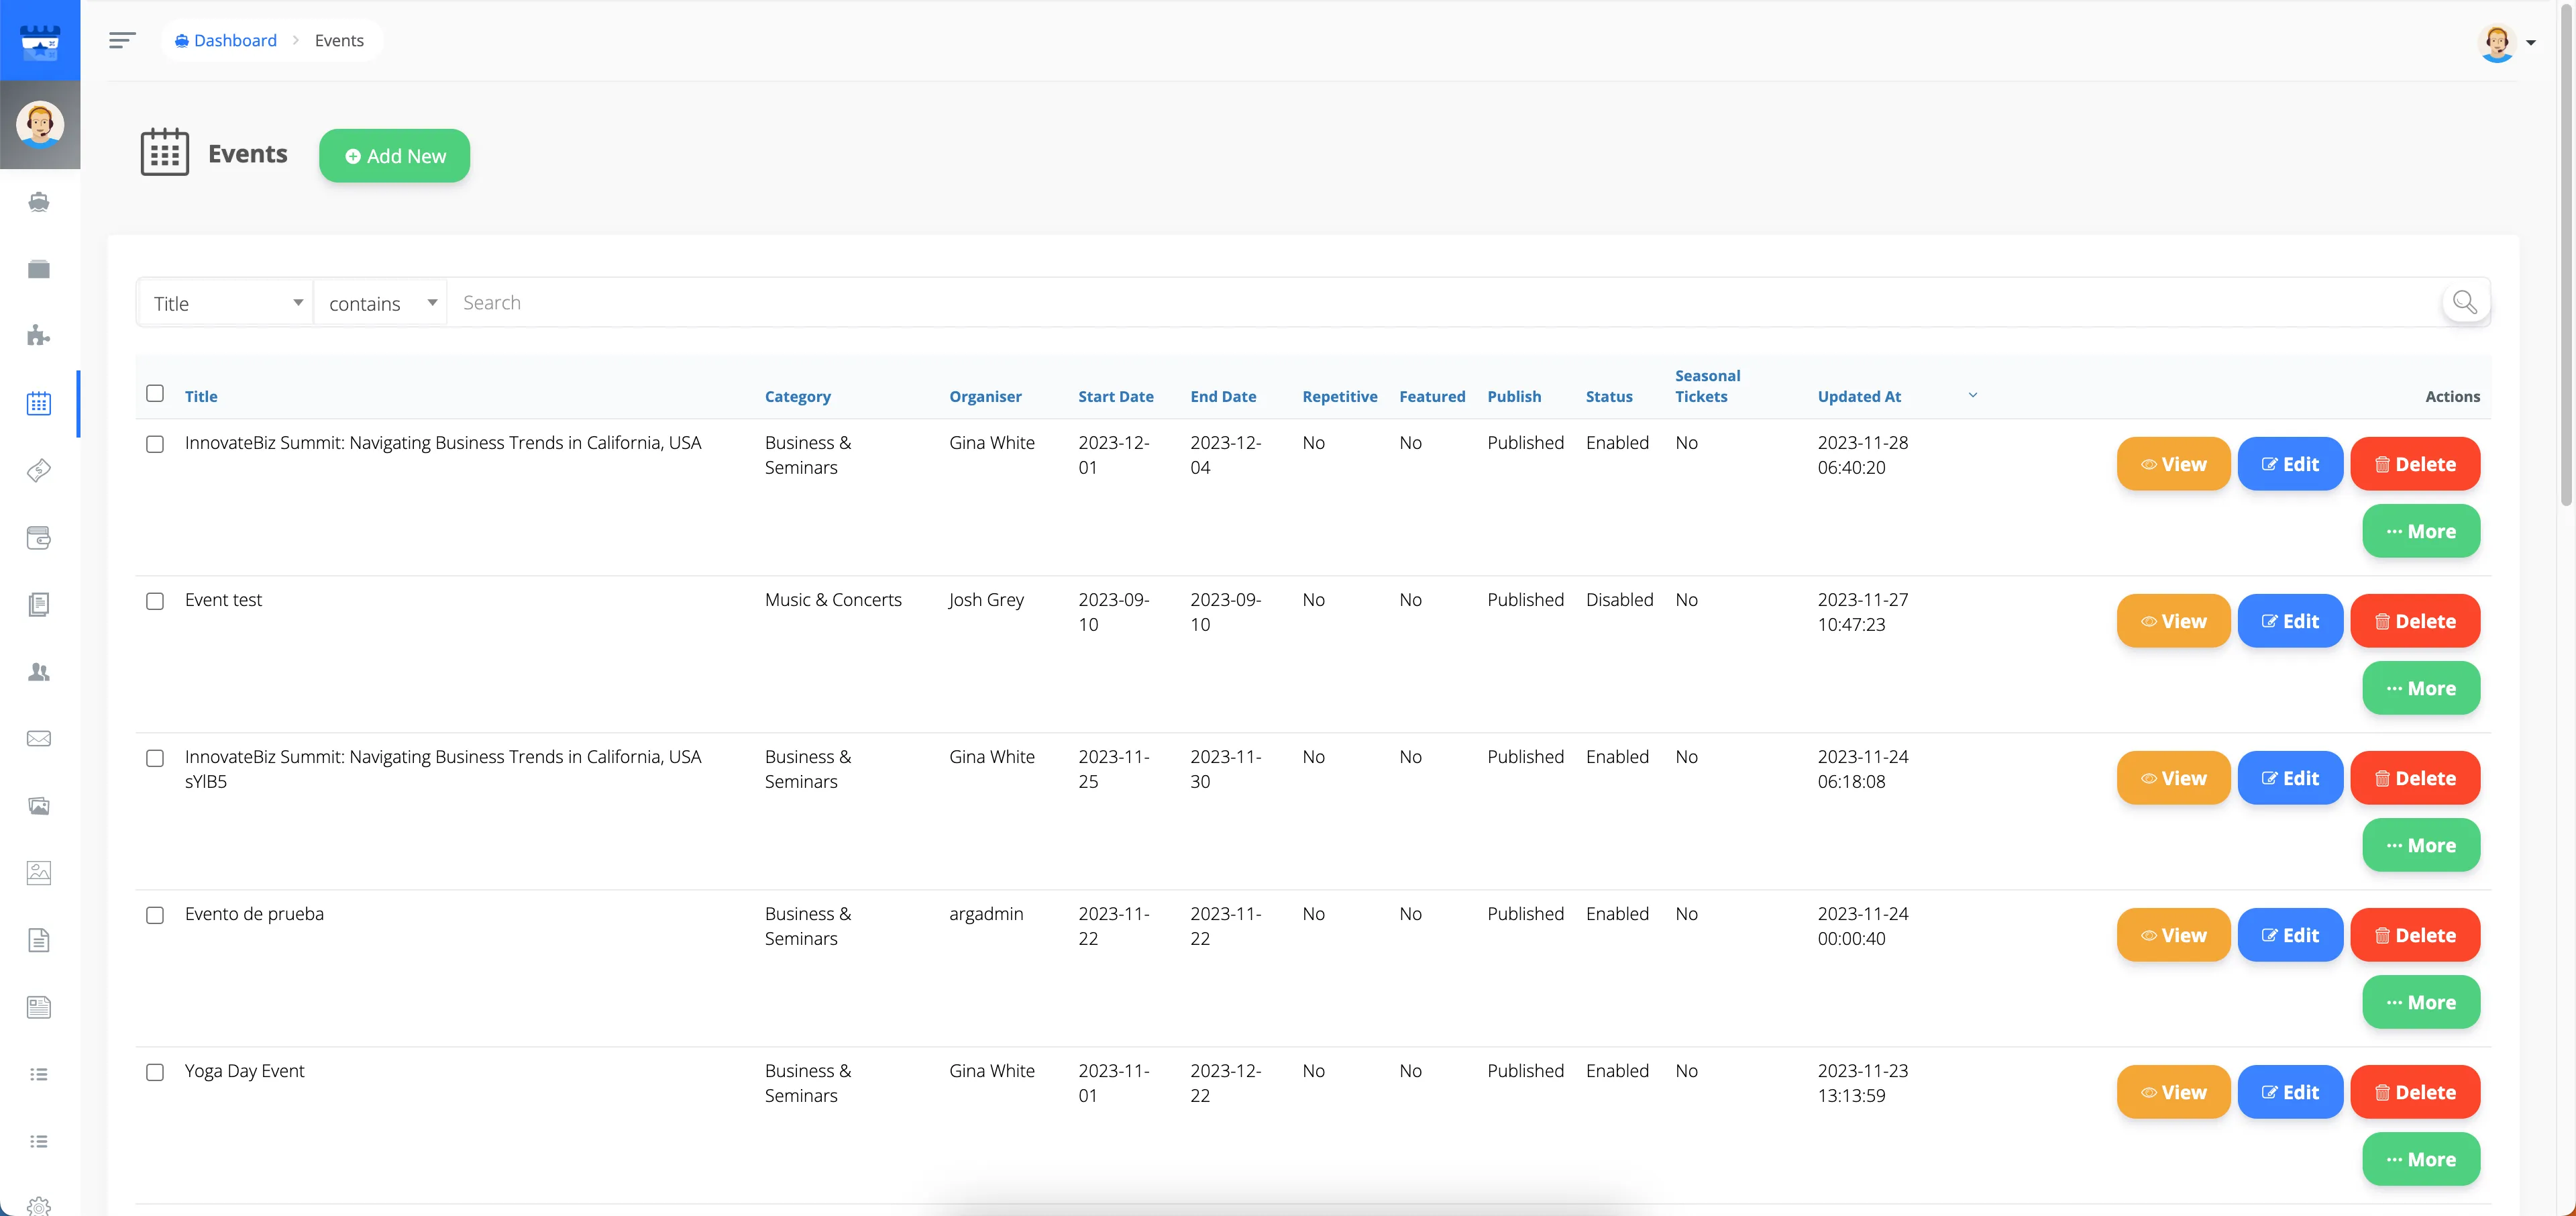 Dashboard > Events
Events
Add New
Title contains Search
Title Category Organiser Start Date End Date Repetitive Featured Publish Status Seasonal Tickets Updated At Actions
InnovateBiz Summit: Navigating Business Trends in California, USA Business & Seminars Gina White 2023-12-01 2023-12-04 No No Published Enabled No 2023-11-28 06:40:20 View Edit Delete
More
Event test Music & Concerts Josh Grey 2023-09-10 2023-09-10 No No Published Disabled No 2023-11-27 10:47:23 View Edit Delete
More
InnovateBiz Summit: Navigating Business Trends in California, USA sYlB5 Business & Seminars Gina White 2023-11-25 2023-11-30 No No Published Enabled No 2023-11-24 06:18:08 View Edit Delete
More
Evento de prueba Business & Seminars argadmin 2023-11-22 2023-11-22 No No Published Enabled No 2023-11-24 00:00:40 View Edit Delete
More
Yoga Day Event Business & Seminars Gina White 2023-11-01 2023-12-22 No No Published Enabled No 2023-11-23 13:13:59 View Edit Delete
More